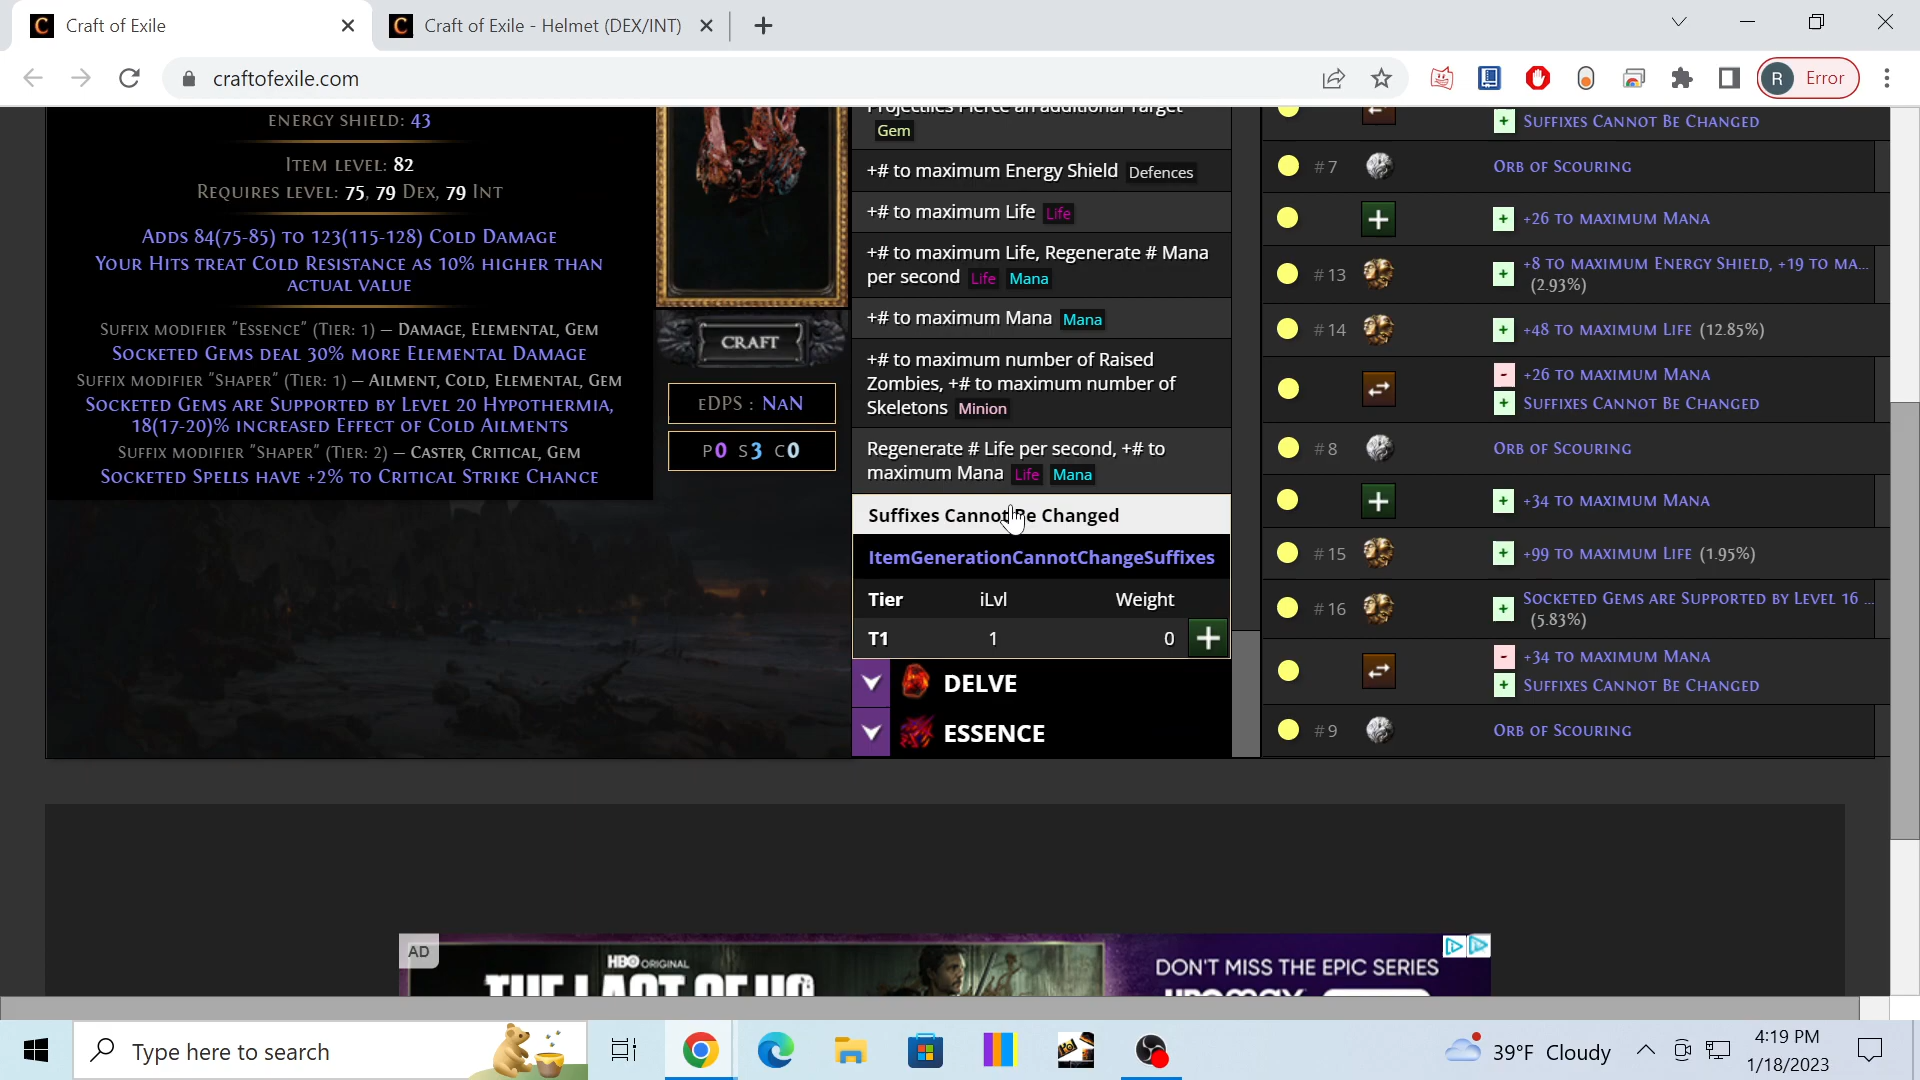 Craft of Exile
Craft of Exile - Helmet (DEX/INT)
craftofexile.com
R Error
ENERGY SHIELD: 43
ITEM LEVEL: 82
REQUIRES LEVEL: 75, 79 DEX, 79 INT
ADDS 84(75-85) TO 123(115-128) COLD DAMAGE
YOUR HITS TREAT COLD RESISTANCE AS 10% HIGHER THAN
ACTUAL VALUE
SUFFIX MODIFIER "ESSENCE" (TIER: 1) — DAMAGE, ELEMENTAL, GEM
SOCKETED GEMS DEAL 30% MORE ELEMENTAL DAMAGE
SUFFIX MODIFIER "SHAPER" (TIER: 1) — AILMENT, COLD, ELEMENTAL, GEM
SOCKETED GEMS ARE SUPPORTED BY LEVEL 20 HYPOTHERMIA,
18(17-20)% INCREASED EFFECT OF COLD AILMENTS
SUFFIX MODIFIER "SHAPER" (TIER: 2) — CASTER, CRITICAL, GEM
SOCKETED SPELLS HAVE +2% TO CRITICAL STRIKE CHANCE
CRAFT
EDPS : NAN
P0 S3 C0
Projectiles Pierce an additional Target
Gem
+# to maximum Energy Shield Defences
+# to maximum Life Life
+# to maximum Life, Regenerate # Mana
per second Life Mana
+# to maximum Mana Mana
+# to maximum number of Raised
Zombies, +# to maximum number of
Skeletons Minion
Regenerate # Life per second, +# to
maximum Mana Life Mana
Suffixes Cannot Be Changed
ItemGenerationCannotChangeSuffixes
Tier iLvl Weight
T1 1 0 +
DELVE
ESSENCE
+ SUFFIXES CANNOT BE CHANGED
#7 ORB OF SCOURING
+ +26 TO MAXIMUM MANA
#13 + +8 TO MAXIMUM ENERGY SHIELD, +19 TO MA...
(2.93%)
#14 + +48 TO MAXIMUM LIFE (12.85%)
- +26 TO MAXIMUM MANA
+ SUFFIXES CANNOT BE CHANGED
#8 ORB OF SCOURING
+ +34 TO MAXIMUM MANA
#15 + +99 TO MAXIMUM LIFE (1.95%)
#16 + SOCKETED GEMS ARE SUPPORTED BY LEVEL 16 ...
(5.83%)
- +34 TO MAXIMUM MANA
+ SUFFIXES CANNOT BE CHANGED
#9 ORB OF SCOURING
AD
HBO ORIGINAL
THE LAST OF US
DON'T MISS THE EPIC SERIES
HBOMAX
Type here to search
39°F Cloudy
4:19 PM
1/18/2023